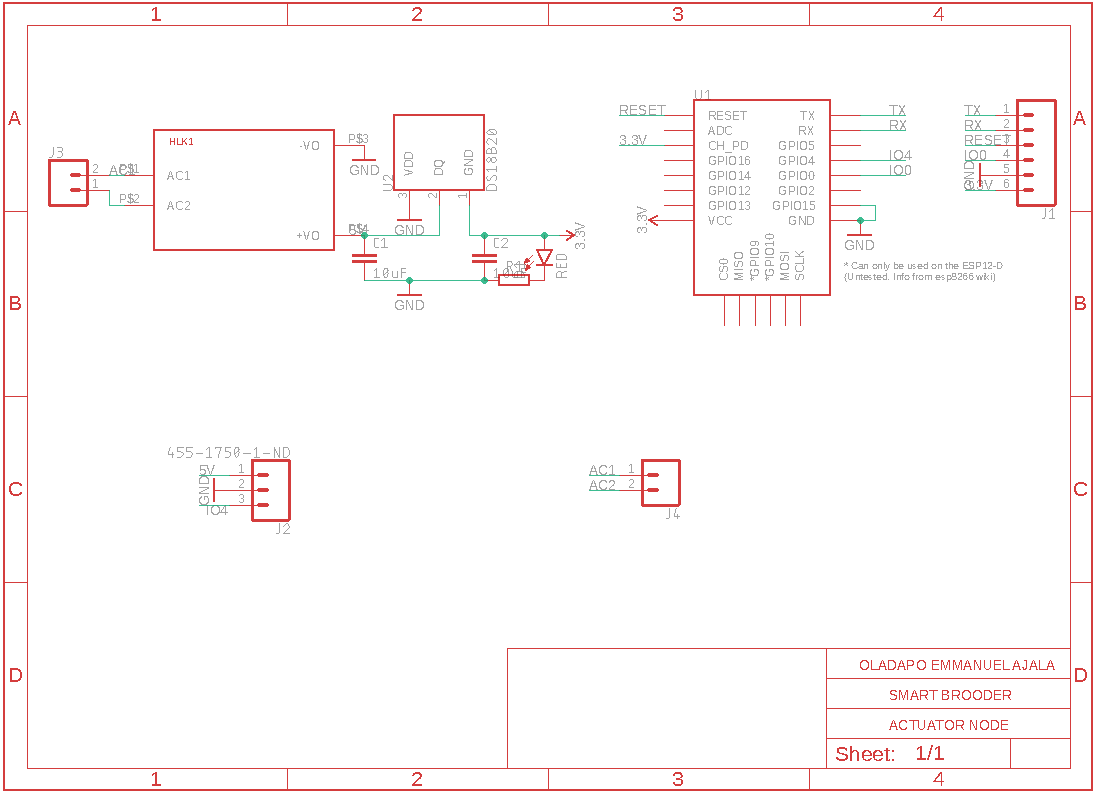 1 2 3 4
A A
B B
C C
D D
J3
2
1
AC1
P$1
P$2
HLK1
AC1
AC2
-VO
+VO
P$3
GND
P$4
5V
U2
DS18B20
VDD
DQ
GND
3
2
1
GND
C1
10uF
GND
C2
10uF
RED
3.3V
U1
RESET
3.3V
3.3V
RESET
ADC
CH_PD
GPIO16
GPIO14
GPIO12
GPIO13
VCC
TX
RX
GPIO5
GPIO4
GPIO0
GPIO2
GPIO15
GND
CS0
MISO
*GPIO9
*GPIO10
MOSI
SCLK
TX
RX
IO4
IO0
GND
* Can only be used on the ESP12-D
(Untested. Info from esp8266 wiki)
TX
RX
RESET
IO0
GND
3.3V
1
2
3
4
5
6
J1
455-1750-1-ND
5V
GND
IO4
1
2
3
J2
AC1
AC2
1
2
J4
OLADAPO EMMANUEL AJALA
SMART BROODER
ACTUATOR NODE
Sheet: 1/1
1 2 3 4